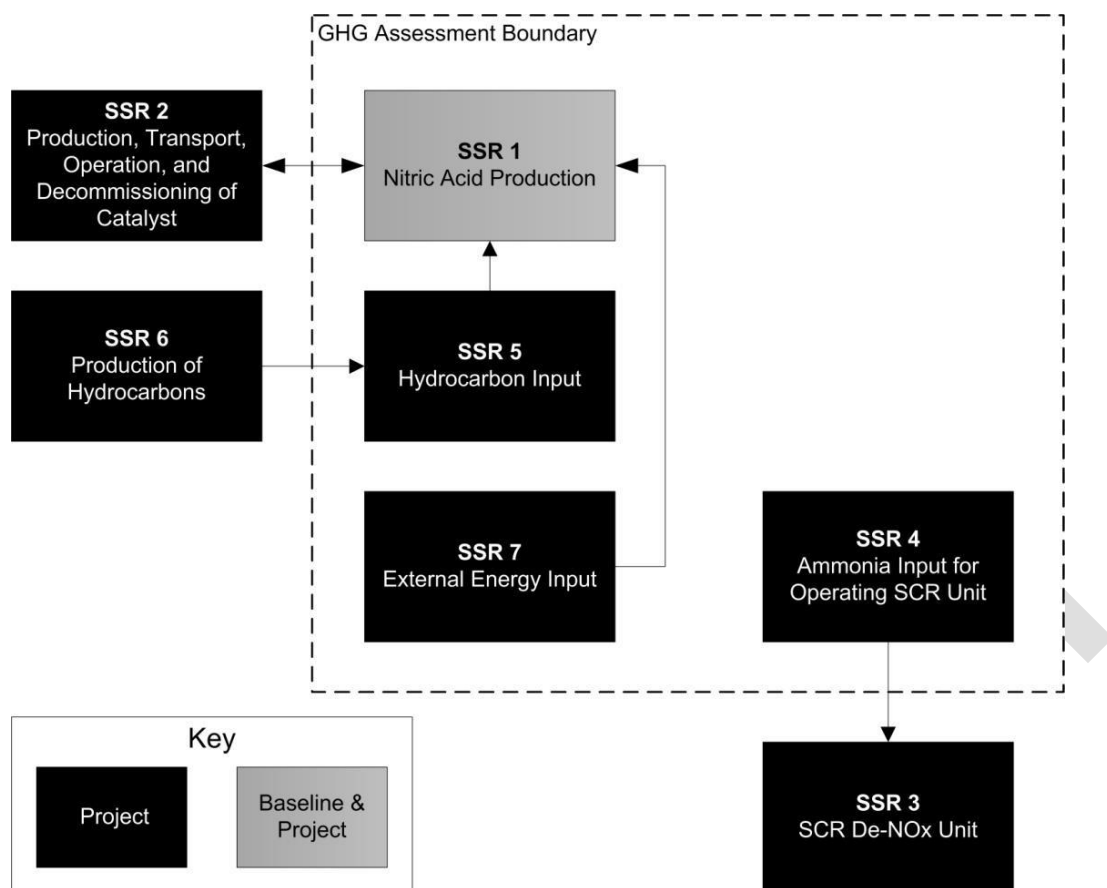 GHG Assessment Boundary
SSR 2
Production, Transport,
Operation, and
Decommissioning of
Catalyst
SSR 1
Nitric Acid Production
SSR 6
Production of
Hydrocarbons
SSR 5
Hydrocarbon Input
SSR 7
External Energy Input
SSR 4
Ammonia Input for
Operating SCR Unit
Key
Project
Baseline &
Project
SSR 3
SCR De-NOx Unit